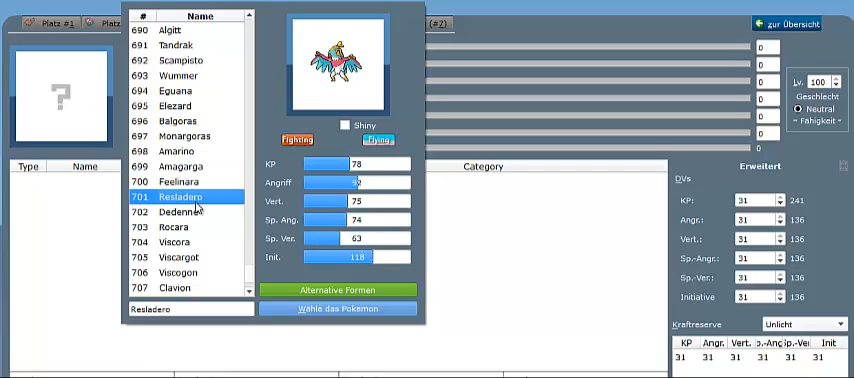 Platz #1
Platz
(#7)
zur Übersicht
# Name
690 Algitt
691 Tandrak
692 Scampisto
693 Wummer
694 Eguana
695 Elezard
696 Balgoras
697 Monargoras
698 Amarino
699 Amagarga
700 Feelinara
701 Resladero
702 Dedenne
703 Rocara
704 Viscora
705 Viscargot
706 Viscogon
707 Clavion
Resladero
Shiny
Fighting Flying
KP 78
Angriff 92
Vert. 75
Sp. Ang. 74
Sp. Ver. 63
Init. 118
Alternative Formen
Wähle das Pokemon
?
0
0
0
0
0
0
0
Lv. 100
Geschlecht
Neutral
- Fähigkeit -
Type Name Category
Erweitert
DVs
KP: 31 241
Angr.: 31 136
Vert.: 31 136
Sp.-Angr.: 31 136
Sp.-Ver.: 31 136
Initiative 31 136
Kraftreserve Unlicht
KP Angr. Vert. Init
31 31 31 31 31 31